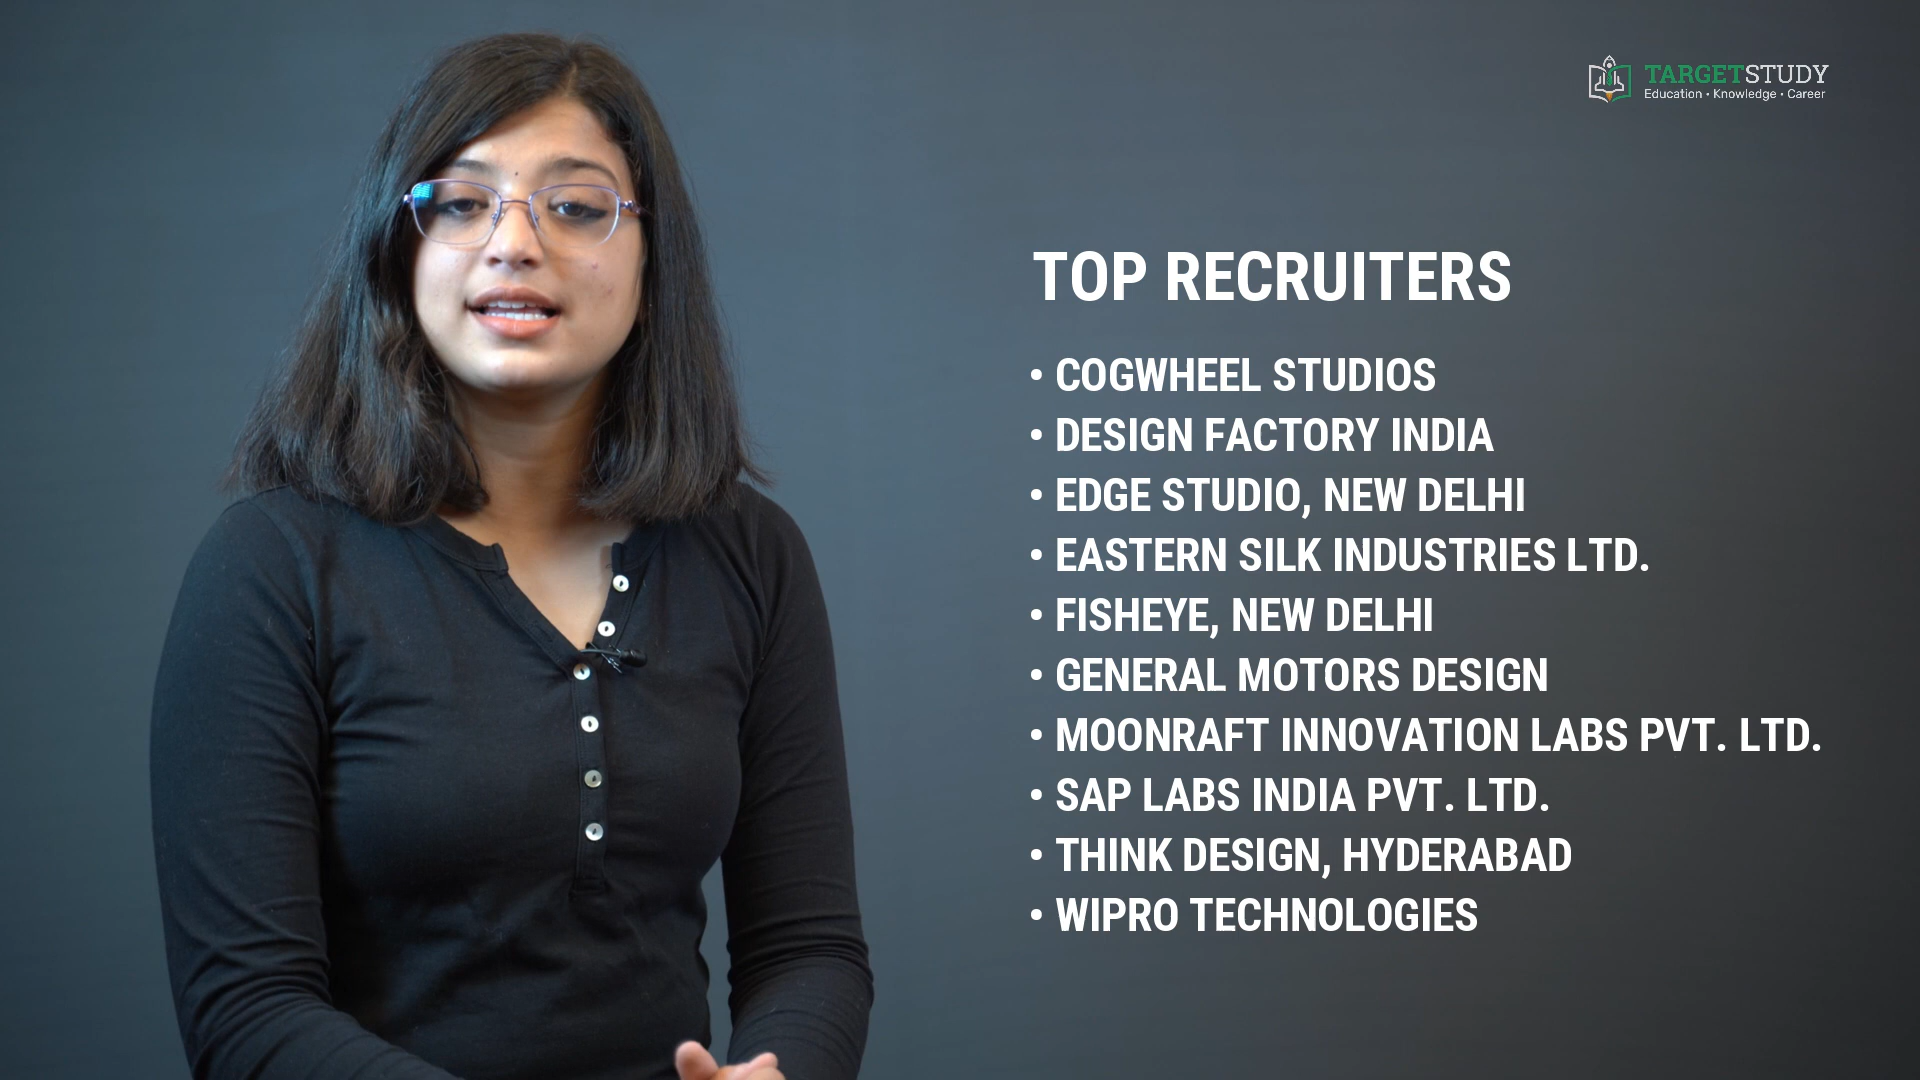 TARGETSTUDY
Education • Knowledge • Career
TOP RECRUITERS
• COGWHEEL STUDIOS
• DESIGN FACTORY INDIA
• EDGE STUDIO, NEW DELHI
• EASTERN SILK INDUSTRIES LTD.
• FISHEYE, NEW DELHI
• GENERAL MOTORS DESIGN
• MOONRAFT INNOVATION LABS PVT. LTD.
• SAP LABS INDIA PVT. LTD.
• THINK DESIGN, HYDERABAD
• WIPRO TECHNOLOGIES